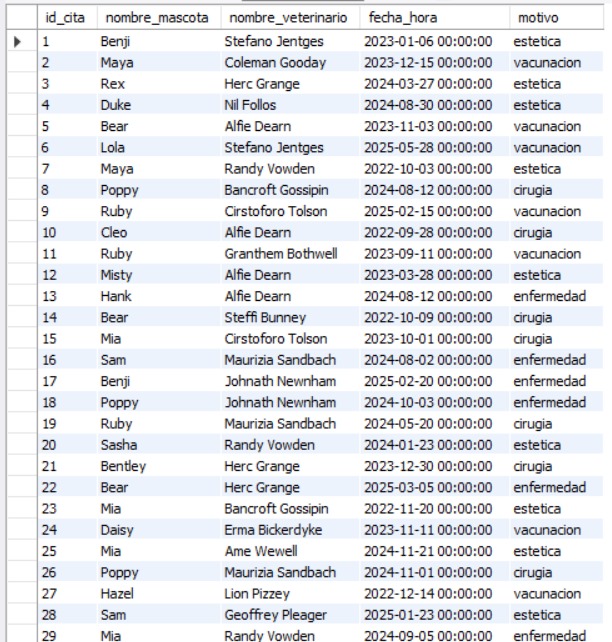 id_cita nombre_mascota nombre_veterinario fecha_hora motivo
1 Benji Stefano Jentges 2023-01-06 00:00:00 estetica
2 Maya Coleman Gooday 2023-12-15 00:00:00 vacunacion
3 Rex Herc Grange 2024-03-27 00:00:00 estetica
4 Duke Nil Follos 2024-08-30 00:00:00 estetica
5 Bear Alfie Dearn 2023-11-03 00:00:00 vacunacion
6 Lola Stefano Jentges 2025-05-28 00:00:00 vacunacion
7 Maya Randy Vowden 2022-10-03 00:00:00 estetica
8 Poppy Bancroft Gossipin 2024-08-12 00:00:00 cirugia
9 Ruby Cirstoforo Tolson 2025-02-15 00:00:00 vacunacion
10 Cleo Alfie Dearn 2022-09-28 00:00:00 cirugia
11 Ruby Granthem Bothwell 2023-09-11 00:00:00 vacunacion
12 Misty Alfie Dearn 2023-03-28 00:00:00 estetica
13 Hank Alfie Dearn 2024-08-12 00:00:00 enfermedad
14 Bear Steffi Bunney 2022-10-09 00:00:00 cirugia
15 Mia Cirstoforo Tolson 2023-10-01 00:00:00 cirugia
16 Sam Maurizia Sandbach 2024-08-02 00:00:00 enfermedad
17 Benji Johnath Newnham 2025-02-20 00:00:00 enfermedad
18 Poppy Johnath Newnham 2024-10-03 00:00:00 enfermedad
19 Ruby Maurizia Sandbach 2024-05-20 00:00:00 cirugia
20 Sasha Randy Vowden 2024-01-23 00:00:00 estetica
21 Bentley Herc Grange 2023-12-30 00:00:00 cirugia
22 Bear Herc Grange 2025-03-05 00:00:00 enfermedad
23 Mia Bancroft Gossipin 2022-11-20 00:00:00 estetica
24 Daisy Erma Bickerdyke 2023-11-11 00:00:00 vacunacion
25 Mia Ame Wewell 2024-11-21 00:00:00 estetica
26 Poppy Maurizia Sandbach 2024-11-01 00:00:00 cirugia
27 Hazel Lion Pizzey 2022-12-14 00:00:00 vacunacion
28 Sam Geoffrey Pleager 2025-01-23 00:00:00 estetica
29 Mia Randy Vowden 2024-09-05 00:00:00 enfermedad